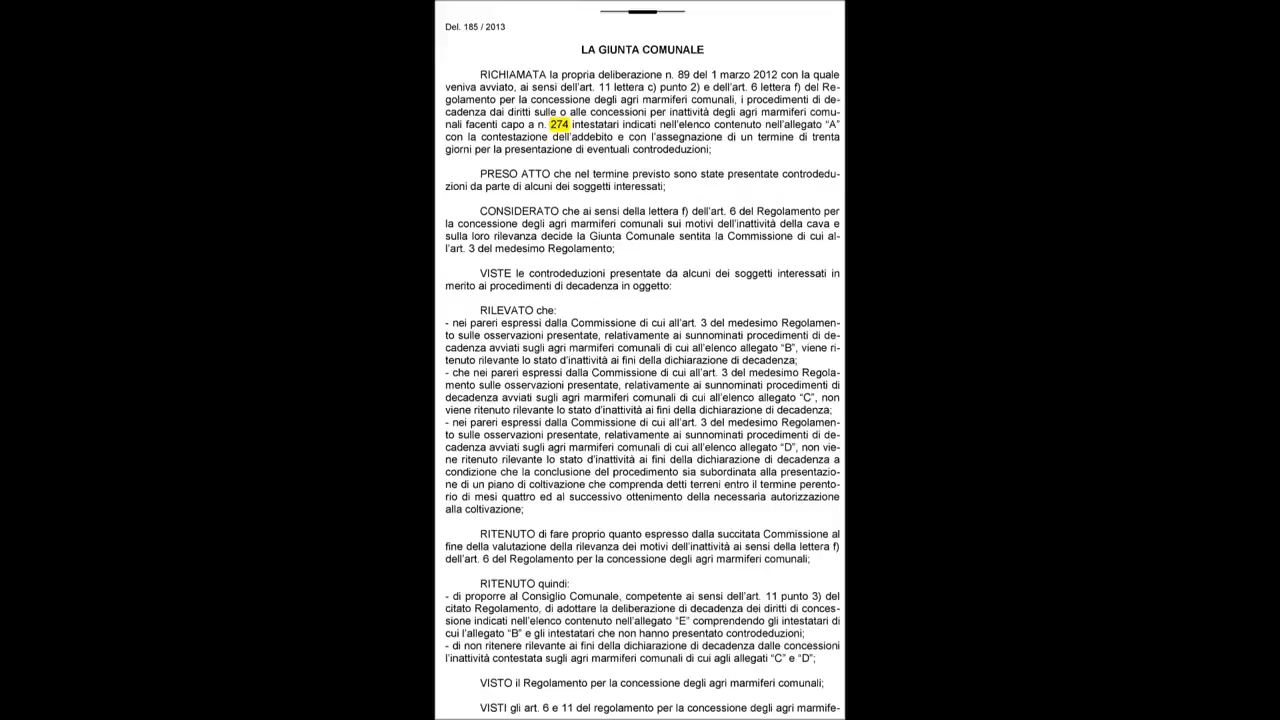 Del. 185 / 2013
LA GIUNTA COMUNALE
RICHIAMATA la propria deliberazione n. 89 del 1 marzo 2012 con la quale
veniva avviato, ai sensi dell'art. 11 lettera c) punto 2) e dell'art. 6 lettera f) del Re-
golamento per la concessione degli agri marmiferi comunali, i procedimenti di de-
cadenza dai diritti sulle o alle concessioni per inattività degli agri marmiferi comu-
nali facenti capo a n. 274 intestatari indicati nell'elenco contenuto nell'allegato “A”
con la contestazione dell'addebito e con l'assegnazione di un termine di trenta
giorni per la presentazione di eventuali controdeduzioni;
PRESO ATTO che nel termine previsto sono state presentate controdedu-
zioni da parte di alcuni dei soggetti interessati;
CONSIDERATO che ai sensi della lettera f) dell'art. 6 del Regolamento per
la concessione degli agri marmiferi comunali sui motivi dell'inattività della cava e
sulla loro rilevanza decide la Giunta Comunale sentita la Commissione di cui al-
l'art. 3 del medesimo Regolamento;
VISTE le controdeduzioni presentate da alcuni dei soggetti interessati in
merito ai procedimenti di decadenza in oggetto:
RILEVATO che:
- nei pareri espressi dalla Commissione di cui all'art. 3 del medesimo Regolamen-
to sulle osservazioni presentate, relativamente ai sunnominati procedimenti di de-
cadenza avviati sugli agri marmiferi comunali di cui all'elenco allegato “B”, viene ri-
tenuto rilevante lo stato d'inattività ai fini della dichiarazione di decadenza;
- che nei pareri espressi dalla Commissione di cui all'art. 3 del medesimo Regola-
mento sulle osservazioni presentate, relativamente ai sunnominati procedimenti di
decadenza avviati sugli agri marmiferi comunali di cui all'elenco allegato “C”, non
viene ritenuto rilevante lo stato d'inattività ai fini della dichiarazione di decadenza;
- nei pareri espressi dalla Commissione di cui all'art. 3 del medesimo Regolamen-
to sulle osservazioni presentate, relativamente ai sunnominati procedimenti di de-
cadenza avviati sugli agri marmiferi comunali di cui all'elenco allegato “D”, non vie-
ne ritenuto rilevante lo stato d'inattività ai fini della dichiarazione di decadenza a
condizione che la conclusione del procedimento sia subordinata alla presentazio-
ne di un piano di coltivazione che comprenda detti terreni entro il termine perento-
rio di mesi quattro ed al successivo ottenimento della necessaria autorizzazione
alla coltivazione;
RITENUTO di fare proprio quanto espresso dalla succitata Commissione al
fine della valutazione della rilevanza dei motivi dell'inattività ai sensi della lettera f)
dell'art. 6 del Regolamento per la concessione degli agri marmiferi comunali;
RITENUTO quindi:
- di proporre al Consiglio Comunale, competente ai sensi dell'art. 11 punto 3) del
citato Regolamento, di adottare la deliberazione di decadenza dei diritti di conces-
sione indicati nell'elenco contenuto nell'allegato “E” comprendendo gli intestatari di
cui l'allegato “B” e gli intestatari che non hanno presentato controdeduzioni;
- di non ritenere rilevante ai fini della dichiarazione di decadenza dalle concessioni
l'inattività contestata sugli agri marmiferi comunali di cui agli allegati “C” e “D”;
VISTO il Regolamento per la concessione degli agri marmiferi comunali;
VISTI gli art. 6 e 11 del regolamento per la concessione degli agri marmife-